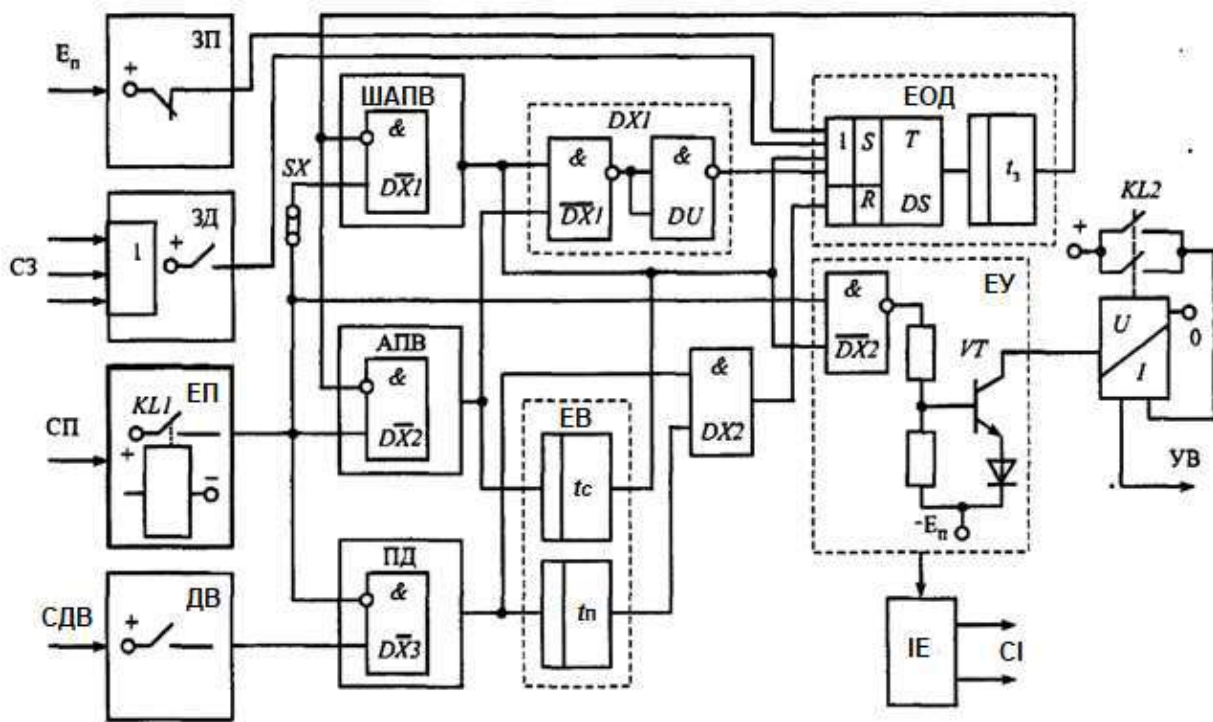 ЗП
Eп
+
ШАПВ
&
DX1
SX
DX1
&
DX1
&
DU
ЕОД
1
S
T
R
DS
tз
KL2
+
ЗД
1
+
СЗ
ЕУ
&
DX2
VT
U
I
0
УВ
-Eп
АПВ
&
DX2
ЕП
KL1
+
-
СП
ЕВ
tс
tп
&
DX2
ПД
&
DX3
ДВ
+
СДВ
IE
CI